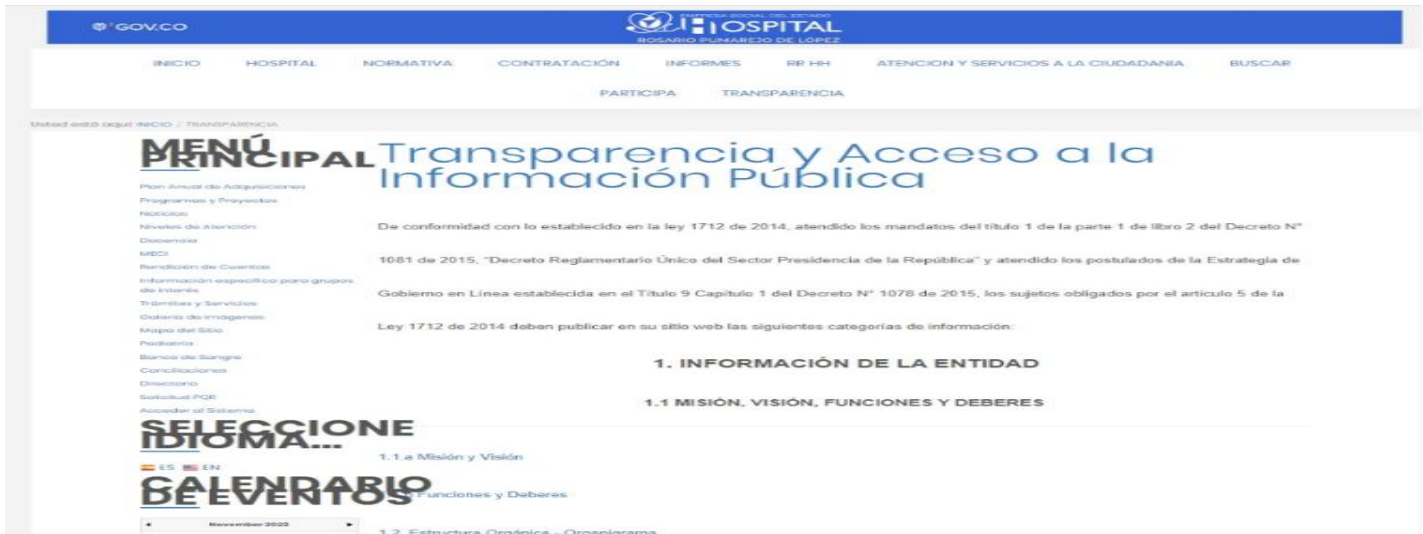 GOV.CO
EMPRESA SOCIAL DEL ESTADO
HOSPITAL
ROSARIO PUMAREJO DE LÓPEZ
INICIO HOSPITAL NORMATIVA CONTRATACIÓN INFORMES RR HH ATENCION Y SERVICIOS A LA CIUDADANIA BUSCAR
PARTICIPA TRANSPARENCIA
Usted está aquí: INICIO / TRANSPARENCIA
MENÚ
PRINCIPAL
Plan Anual de Adquisiciones
Programas y Proyectos
Noticias
Niveles de Atención
Docencia
MECI
Rendición de Cuentas
Información específica para grupos
de interés
Trámites y Servicios
Galería de Imágenes
Mapa del Sitio
Pediatría
Banco de Sangre
Conciliaciones
Directorio
Solicitud PQR
Acceder al Sistema
SELECCIONE
IDIOMA...
ES EN
CALENDARIO
DE EVENTOS
November 2023
Transparencia y Acceso a la
Información Pública
De conformidad con lo establecido en la ley 1712 de 2014, atendido los mandatos del título 1 de la parte 1 de libro 2 del Decreto N°
1081 de 2015, "Decreto Reglamentario Único del Sector Presidencia de la República" y atendido los postulados de la Estrategia de
Gobierno en Línea establecida en el Título 9 Capítulo 1 del Decreto N° 1078 de 2015, los sujetos obligados por el artículo 5 de la
Ley 1712 de 2014 deben publicar en su sitio web las siguientes categorías de información:
1. INFORMACIÓN DE LA ENTIDAD
1.1 MISIÓN, VISIÓN, FUNCIONES Y DEBERES
1.1.a Misión y Visión
Funciones y Deberes
1.2. Estructura Orgánica - Organigrama